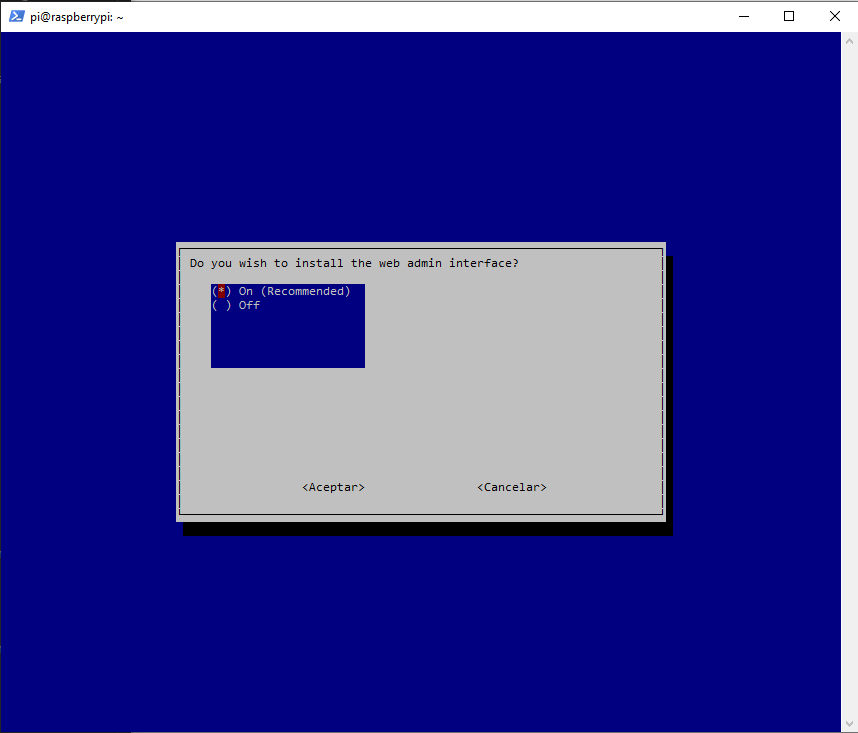 pi@raspberrypi: ~
Do you wish to install the web admin interface?
(*) On (Recommended)
( ) Off
<Aceptar> <Cancelar>